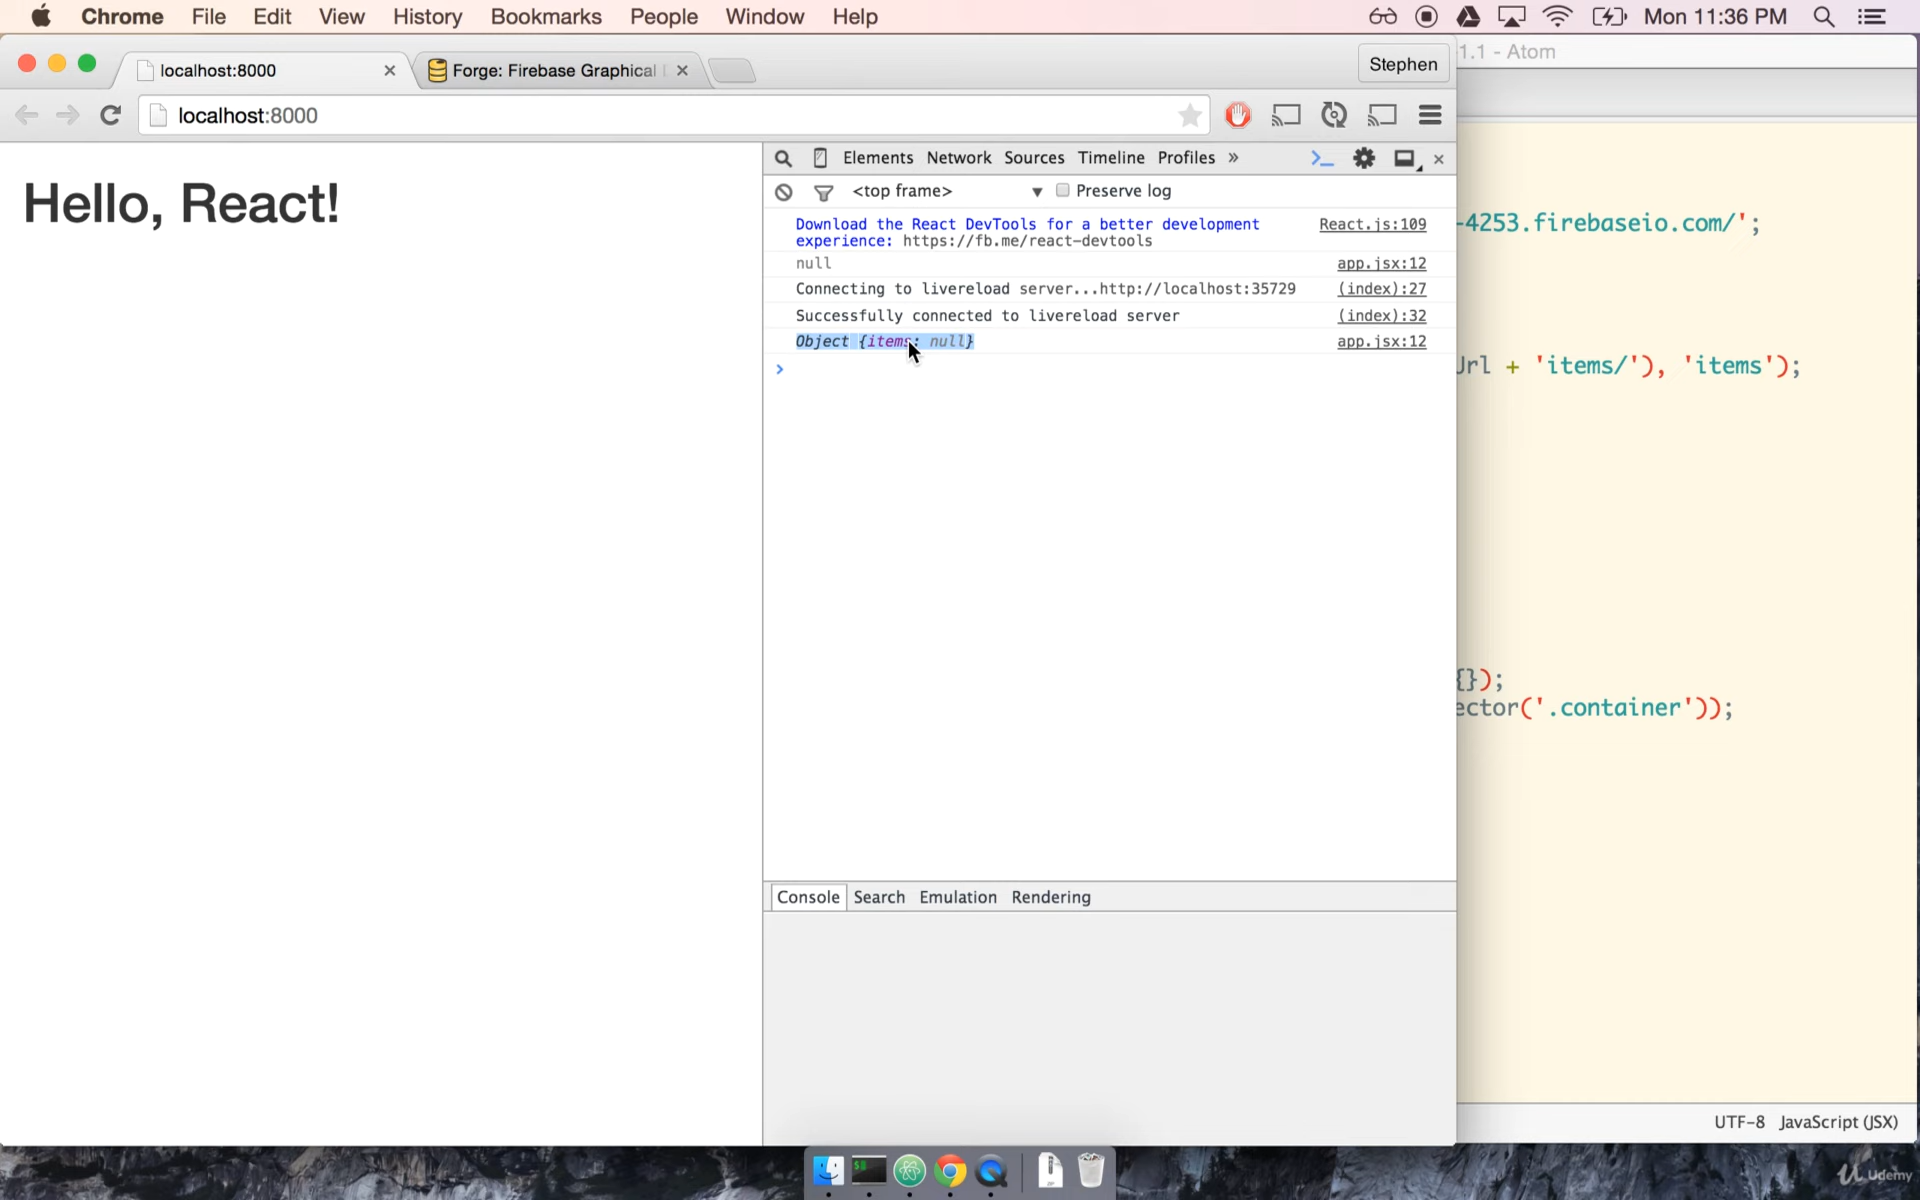 Chrome File Edit View History Bookmarks People Window Help Mon 11:36 PM
localhost:8000 Forge: Firebase Graphical Stephen
1.1 - Atom
localhost:8000
Elements Network Sources Timeline Profiles »
<top frame> ▼ Preserve log
Hello, React!
Download the React DevTools for a better development React.js:109
experience: https://fb.me/react-devtools
null app.jsx:12
Connecting to livereload server...http://localhost:35729 (index):27
Successfully connected to livereload server (index):32
Object {items: null} app.jsx:12
>
-4253.firebaseio.com/';
Url + 'items/'), 'items');
{});
ector('.container'));
Console Search Emulation Rendering
UTF-8 JavaScript (JSX)
Udemy